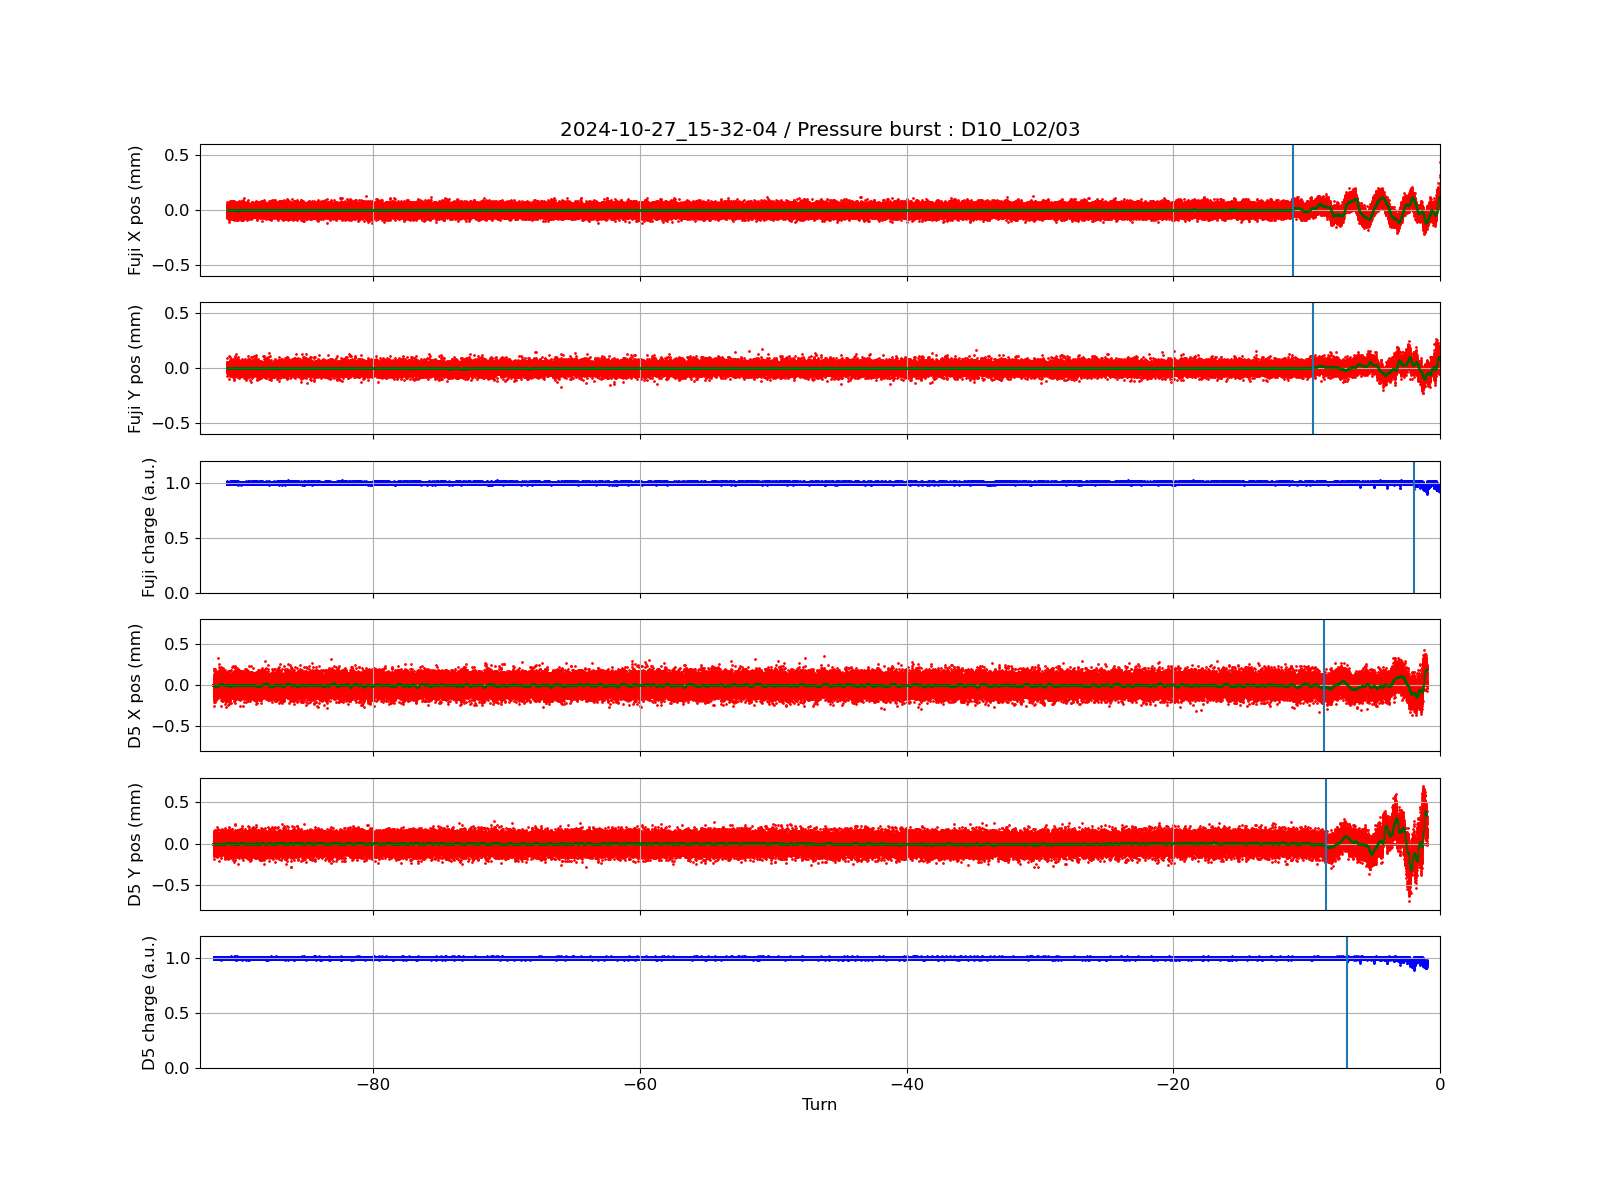 2024-10-27_15-32-04 / Pressure burst : D10_L02/03
Fuji X pos (mm)
0.5
0.0
−0.5
Fuji Y pos (mm)
0.5
0.0
−0.5
Fuji charge (a.u.)
1.0
0.5
0.0
D5 X pos (mm)
0.5
0.0
−0.5
D5 Y pos (mm)
0.5
0.0
−0.5
D5 charge (a.u.)
1.0
0.5
0.0
−80 −60 −40 −20 0
Turn